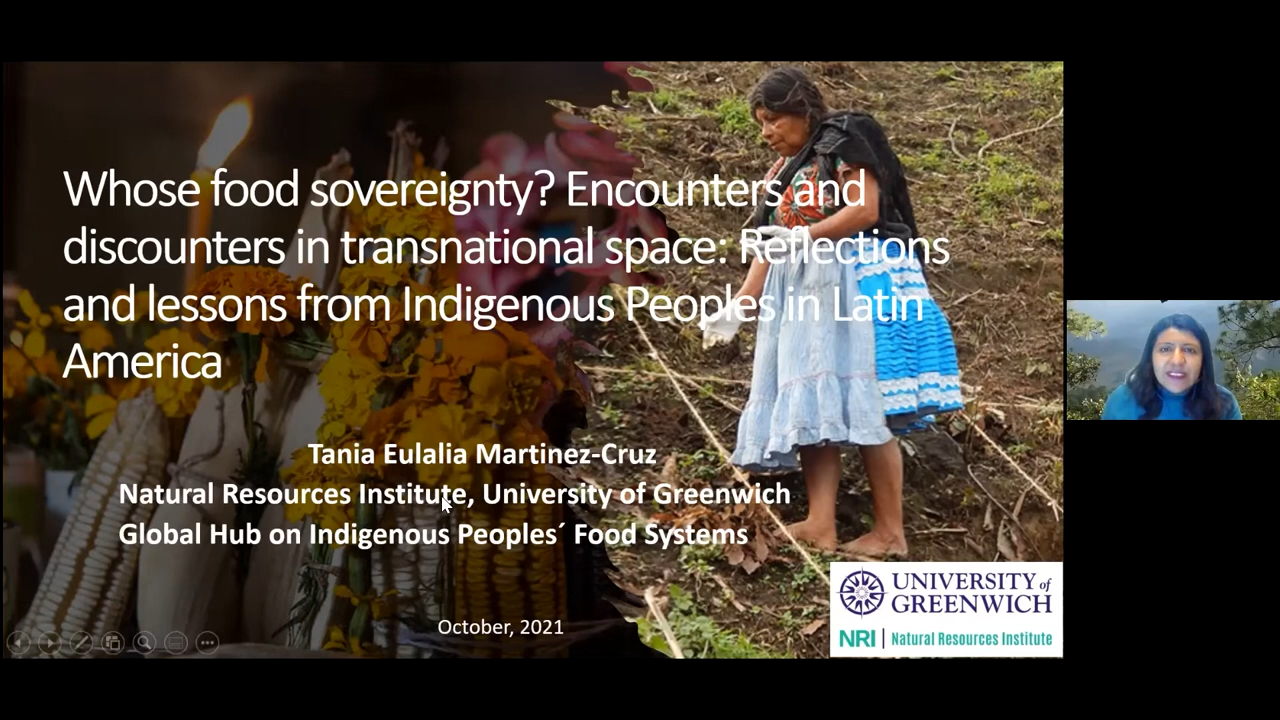 Whose food sovereignty? Encounters and
discounters in transnational space: Reflections
and lessons from Indigenous Peoples in Latin
America
Tania Eulalia Martinez-Cruz
Natural Resources Institute, University of Greenwich
Global Hub on Indigenous Peoples´ Food Systems
October, 2021
UNIVERSITY of
GREENWICH
NRI | Natural Resources Institute